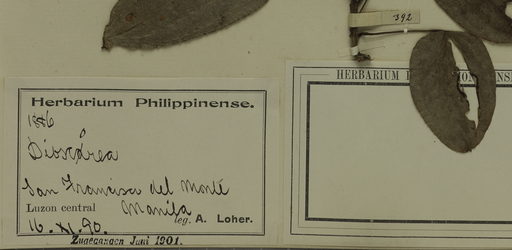 392
HERBARIUM
Herbarium Philippinense.
1886
Dioscorea
San Francisco del Monte
Luzon central Manila
leg. A. Loher.
16. XI. 90.
Zugegangen Juni 1901.